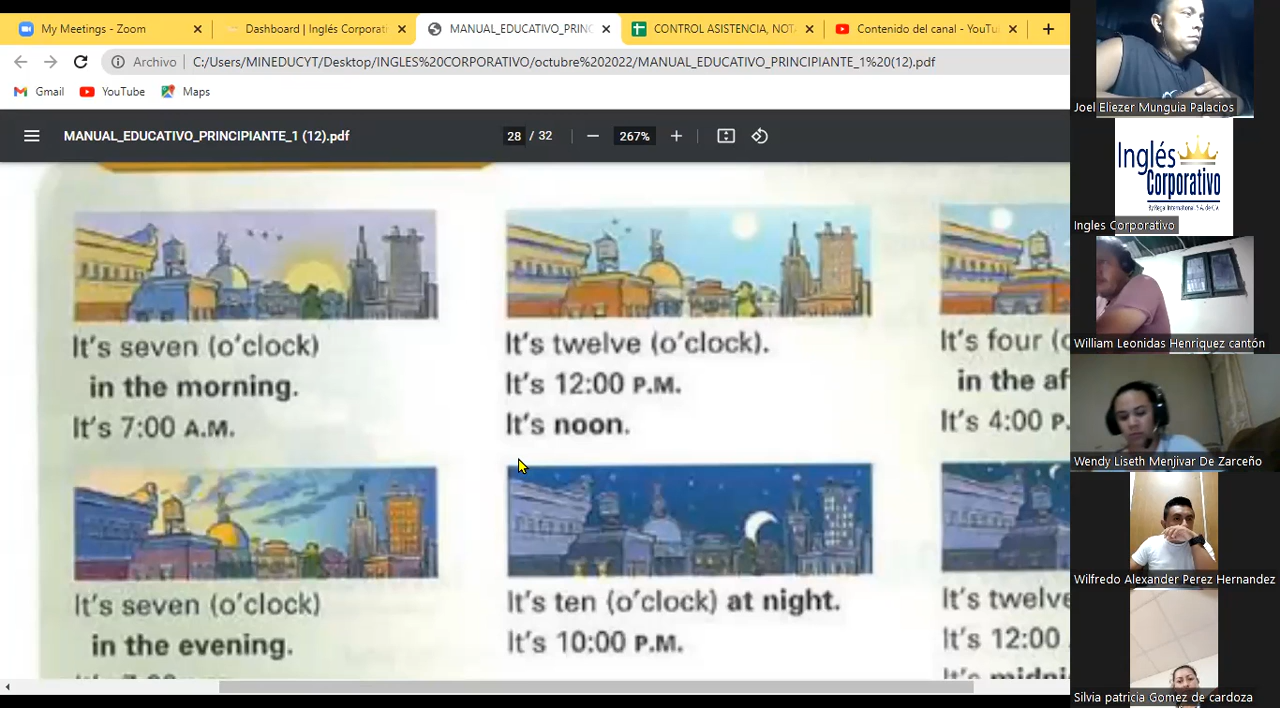 My Meetings - Zoom
Dashboard | Inglés Corporati
MANUAL_EDUCATIVO_PRINC
CONTROL ASISTENCIA, NOT
Contenido del canal - YouTu
Archivo
C:/Users/MINEDUCYT/Desktop/INGLES%20CORPORATIVO/octubre%202022/MANUAL_EDUCATIVO_PRINCIPIANTE_1%20(12).pdf
Gmail
YouTube
Maps
MANUAL_EDUCATIVO_PRINCIPIANTE_1 (12).pdf
28 / 32
267%
It's seven (o'clock)
in the morning.
It's 7:00 A.M.
It's twelve (o'clock).
It's 12:00 P.M.
It's noon.
It's four (o
in the af
It's 4:00 P.
It's seven (o'clock)
in the evening.
It's ten (o'clock) at night.
It's 10:00 P.M.
It's twelve
It's 12:00
Joel Eliezer Munguia Palacios
Inglés
Corporativo
Ingles Corporativo
William Leonidas Henriquez cantón
Wendy Liseth Menjivar De Zarceño
Wilfredo Alexander Perez Hernandez
Silvia patricia Gomez de cardoza